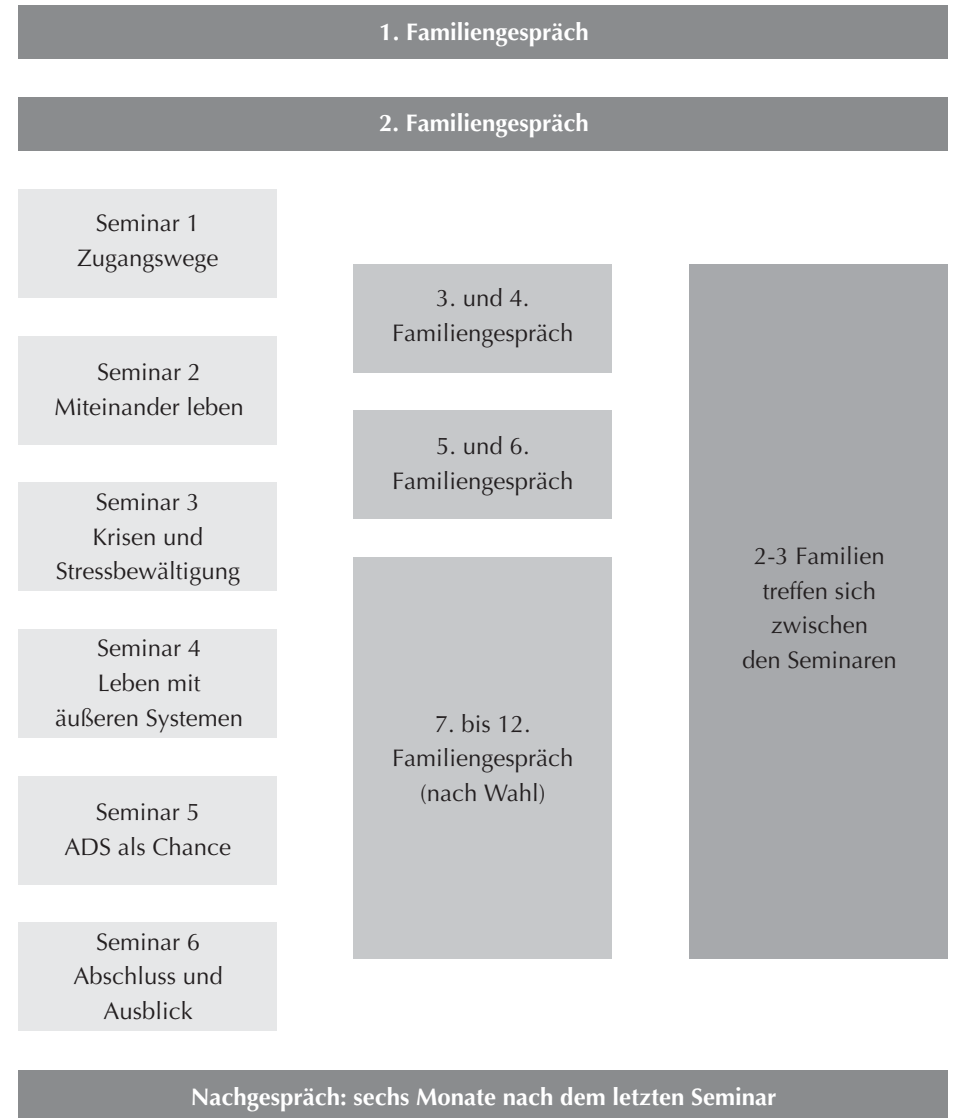 1. Familiengespräch
2. Familiengespräch
Seminar 1
Zugangswege
Seminar 2
Miteinander leben
Seminar 3
Krisen und
Stressbewältigung
Seminar 4
Leben mit
äußeren Systemen
Seminar 5
ADS als Chance
Seminar 6
Abschluss und
Ausblick
3. und 4.
Familiengespräch
5. und 6.
Familiengespräch
7. bis 12.
Familiengespräch
(nach Wahl)
2-3 Familien
treffen sich
zwischen
den Seminaren
Nachgespräch: sechs Monate nach dem letzten Seminar